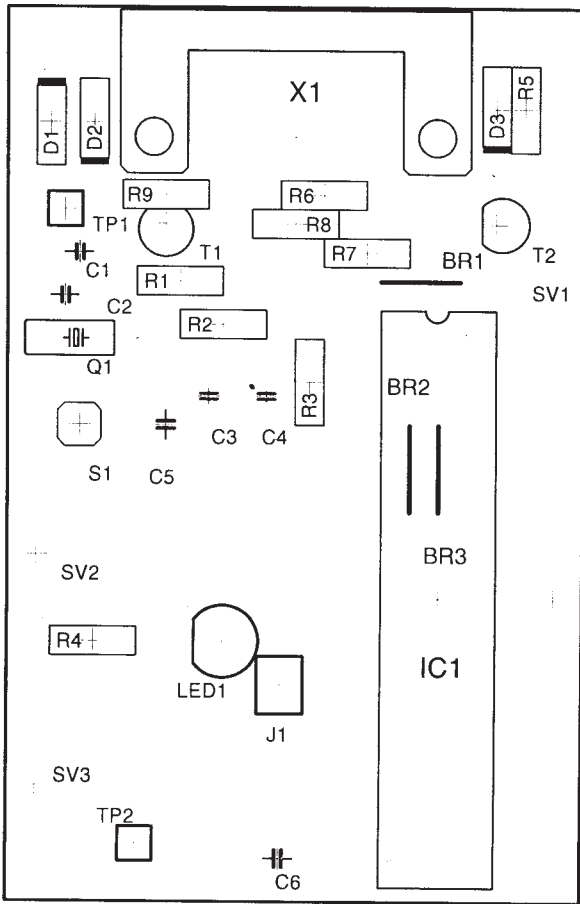 X1
D1
D2
D3
R5
R9
R6
TP1
R8
T1
R7
T2
C1
BR1
R1
SV1
C2
R2
Q1
BR2
R3
C3
C4
S1
C5
BR3
SV2
R4
IC1
LED1
J1
SV3
TP2
C6